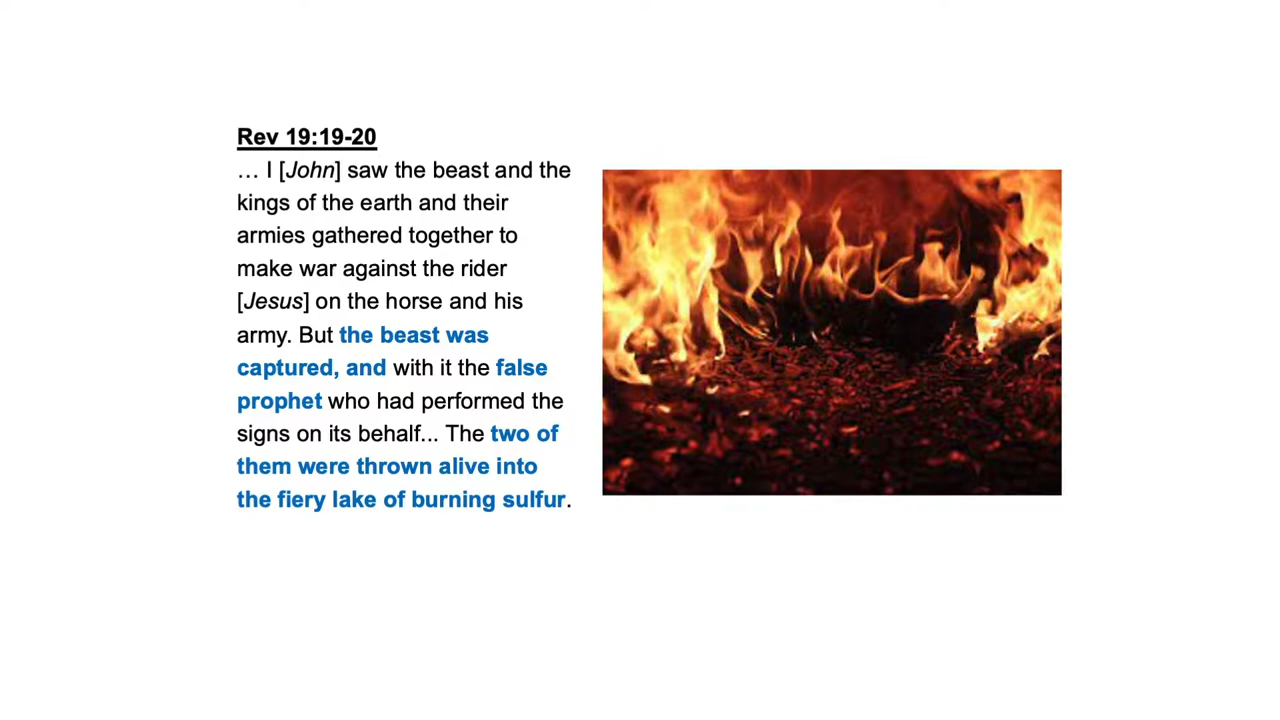 Rev 19:19-20
… I [John] saw the beast and the
kings of the earth and their
armies gathered together to
make war against the rider
[Jesus] on the horse and his
army. But the beast was
captured, and with it the false
prophet who had performed the
signs on its behalf... The two of
them were thrown alive into
the fiery lake of burning sulfur.